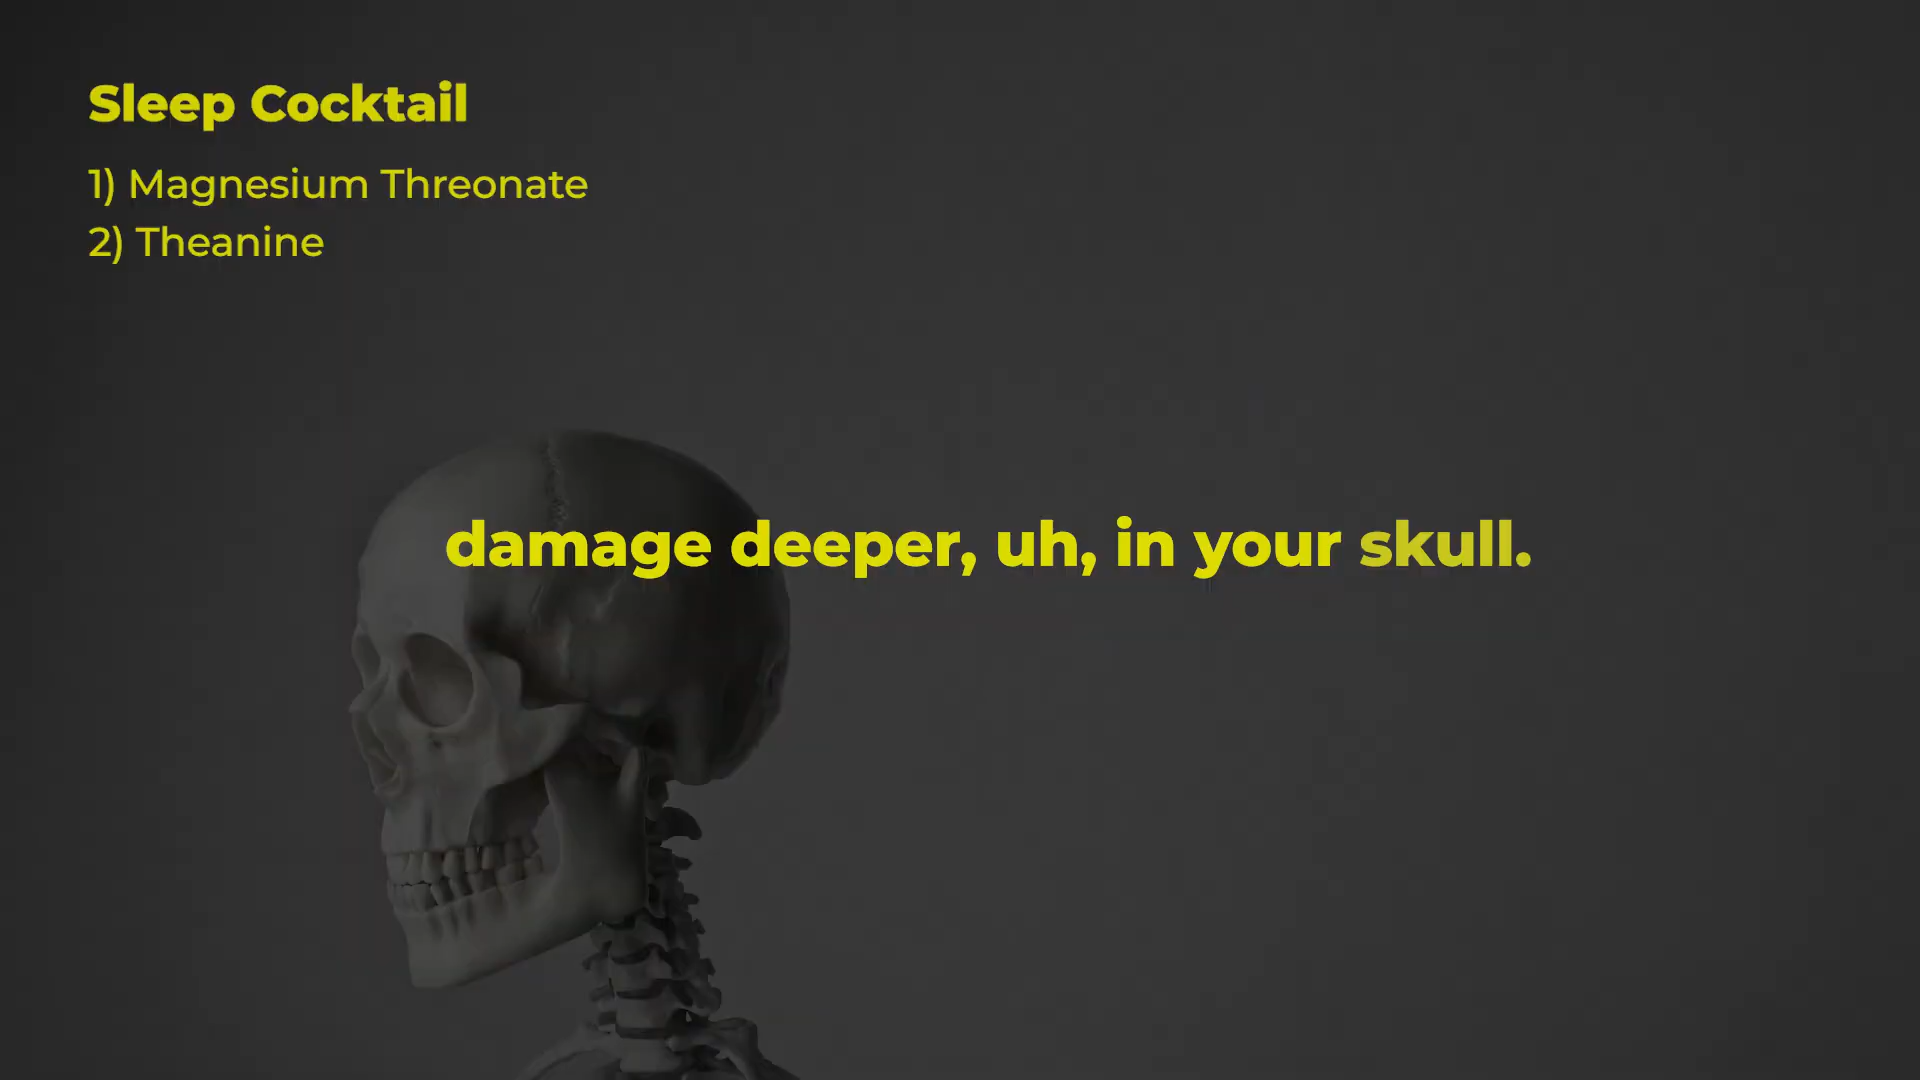 Sleep Cocktail
1) Magnesium Threonate
2) Theanine
damage deeper, uh, in your skull.